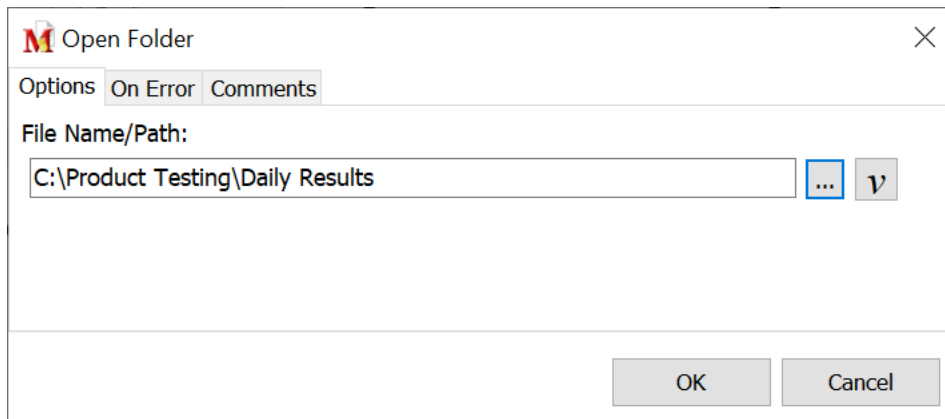 M Open Folder
Options On Error Comments
File Name/Path:
C:\Product Testing\Daily Results ... v
OK Cancel